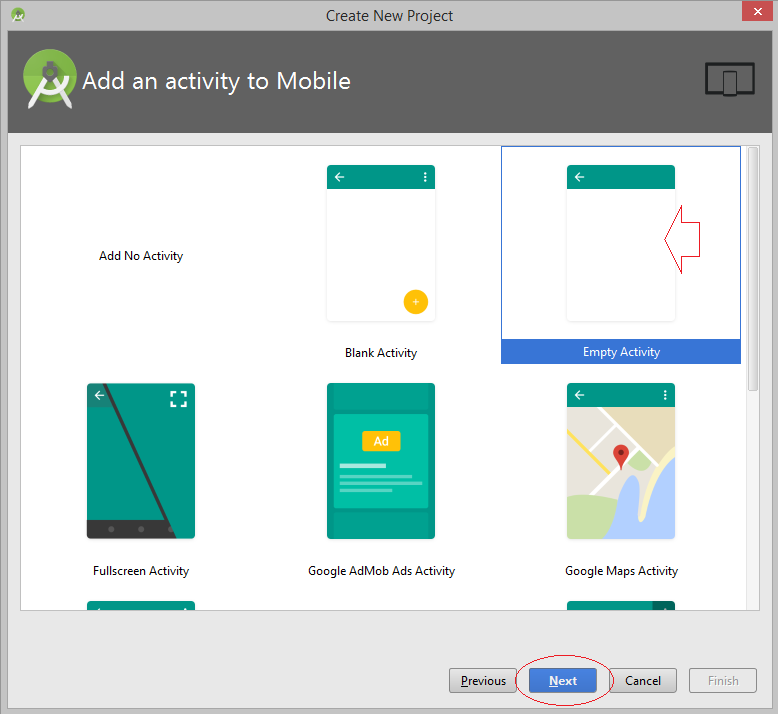 Create New Project
Add an activity to Mobile
Add No Activity
Blank Activity
Empty Activity
Ad
Fullscreen Activity
Google AdMob Ads Activity
Google Maps Activity
Previous
Next
Cancel
Finish